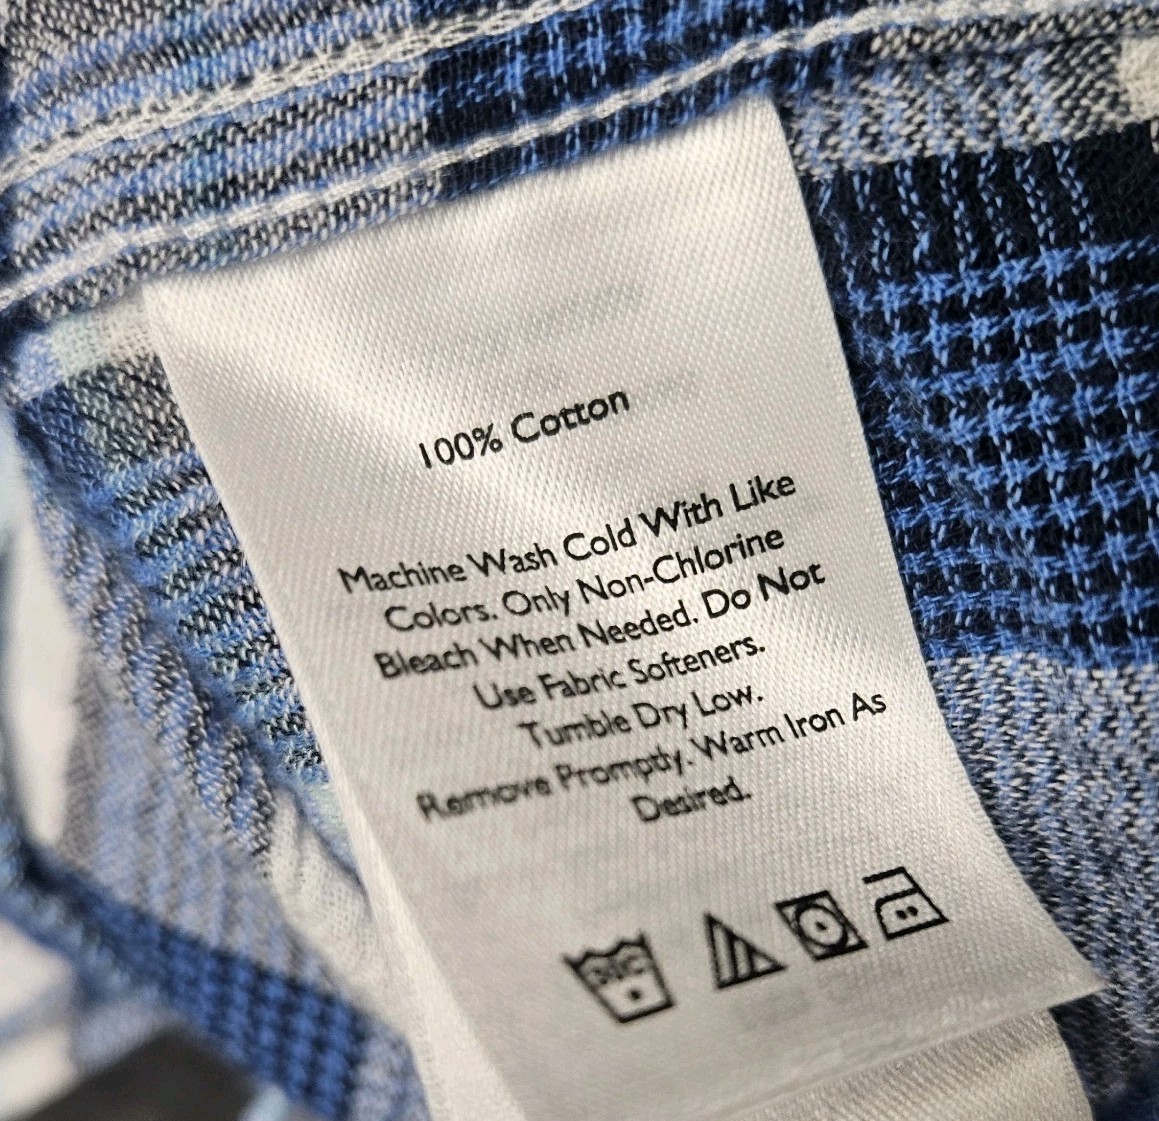 100% Cotton
Machine Wash Cold With Like
Colors. Only Non-Chlorine
Bleach When Needed. Do Not
Use Fabric Softeners.
Tumble Dry Low.
Remove Promptly. Warm Iron As
Desired.